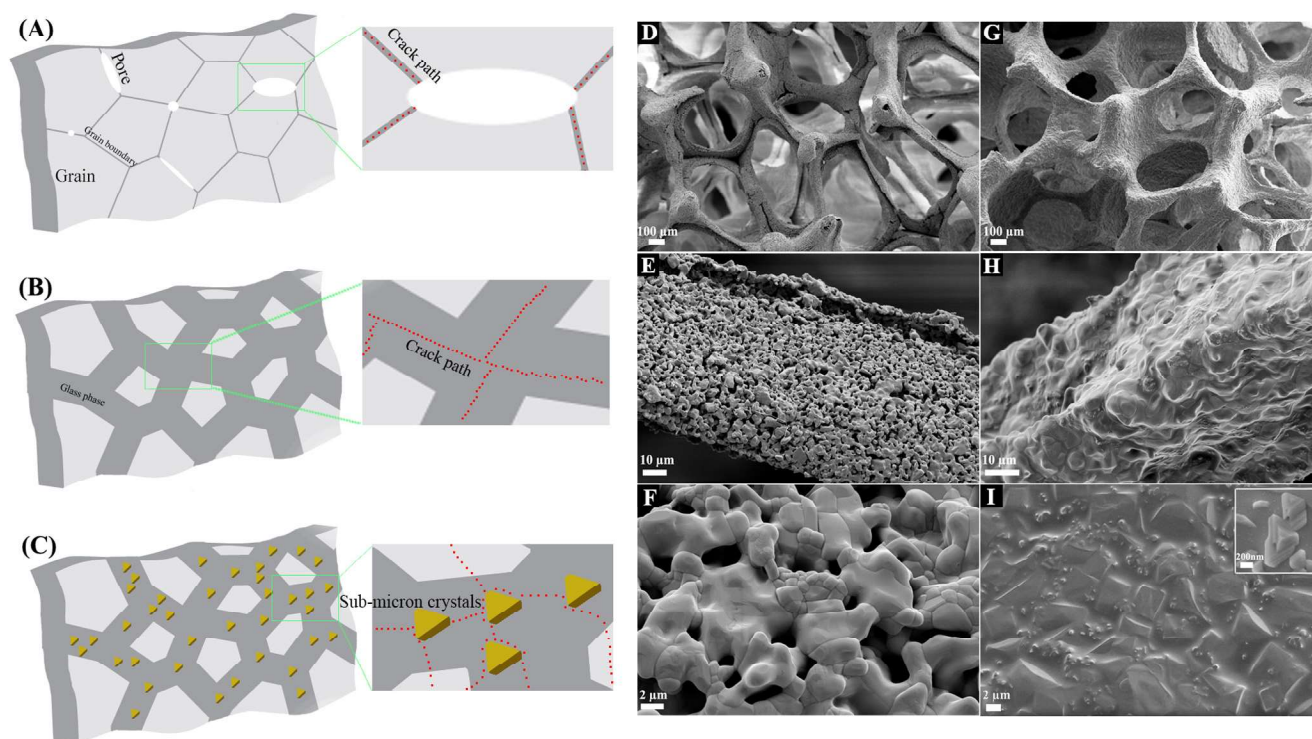 (A)
Pore
Grain boundary
Grain
Crack path
(B)
Glass phase
Crack path
(C)
Sub-micron crystals
D
100 µm
G
100 µm
E
10 µm
H
10 µm
F
2 µm
I
200nm
2 µm